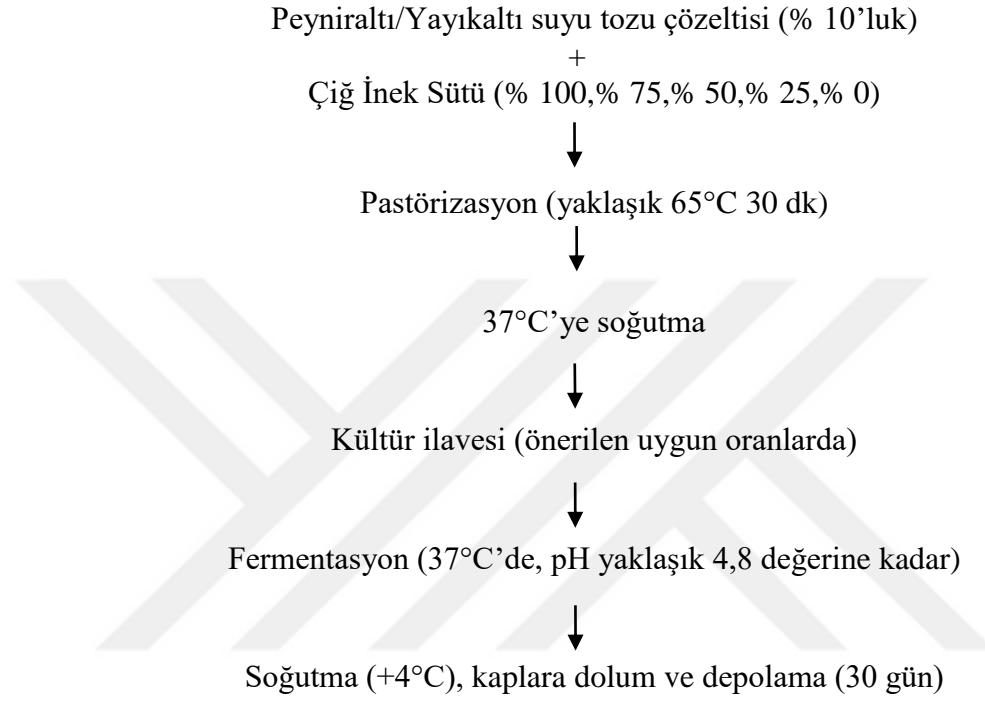 Peyniraltı/Yayıkaltı suyu tozu çözeltisi (% 10’luk)
+
Çiğ İnek Sütü (% 100,% 75,% 50,% 25,% 0)
Pastörizasyon (yaklaşık 65°C 30 dk)
37°C’ye soğutma
Kültür ilavesi (önerilen uygun oranlarda)
Fermentasyon (37°C’de, pH yaklaşık 4,8 değerine kadar)
Soğutma (+4°C), kaplara dolum ve depolama (30 gün)